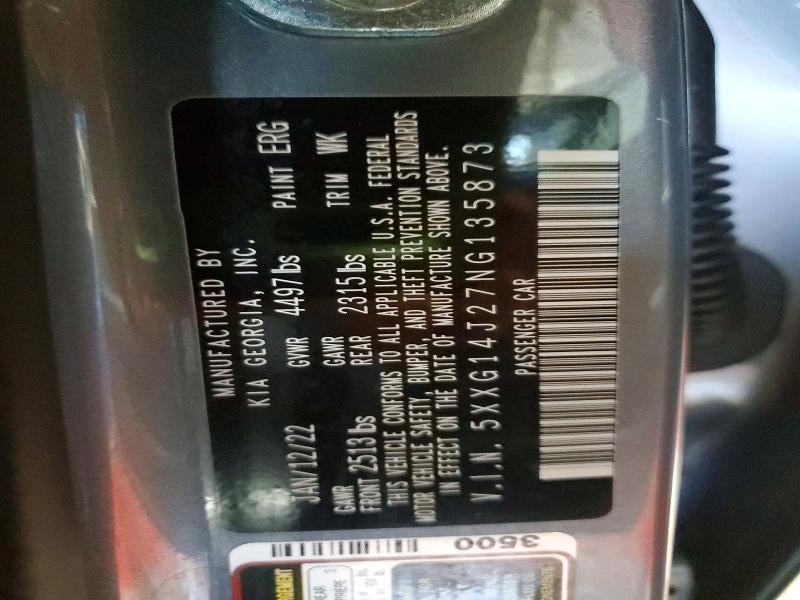 MANUFACTURED BY
KIA GEORGIA, INC.
JAN/12/22 GVWR 4497lbs PAINT ERG
GAWR GAWR TRIM WK
FRONT 2513lbs REAR 2315lbs
THIS VEHICLE CONFORMS TO ALL APPLICABLE U.S.A. FEDERAL
MOTOR VEHICLE SAFETY, BUMPER, AND THEFT PREVENTION STANDARDS
IN EFFECT ON THE DATE OF MANUFACTURE SHOWN ABOVE.
V.I.N. 5XXG14J27NG135873
PASSENGER CAR
3500